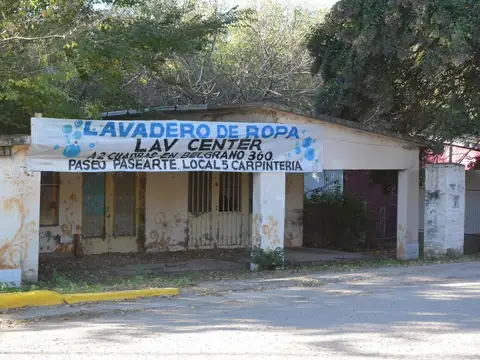 LAVADERO DE ROPA
LAV CENTER
A 2 CUADRAS EN BELGRANO 360
PASEO PASEARTE. LOCAL 5 CARPINTERIA